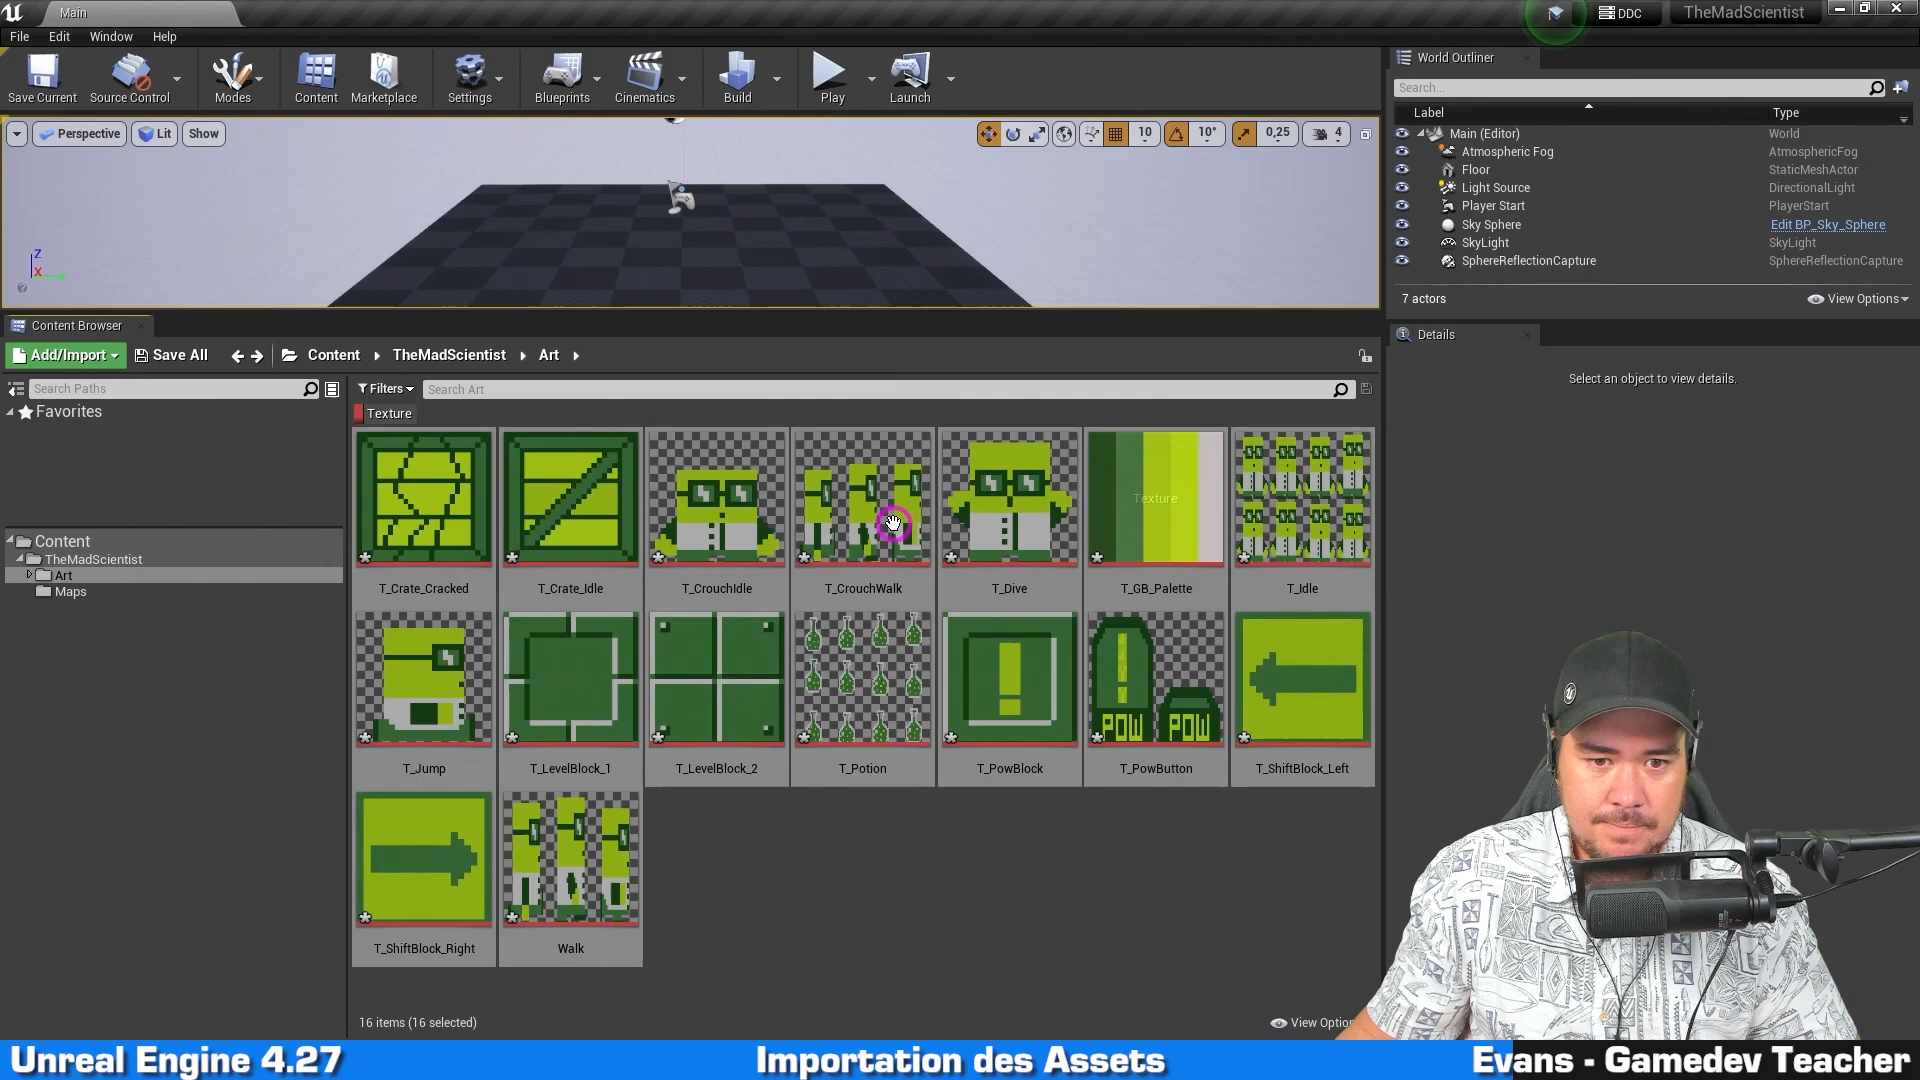 Main
DDC
TheMadScientist
File Edit Window Help
Save Current Source Control Modes Content Marketplace Settings Blueprints Cinematics Build Play Launch
Perspective Lit Show
10 10° 0,25 4
Z
X
World Outliner
Search...
Label Type
Main (Editor) World
Atmospheric Fog AtmosphericFog
Floor StaticMeshActor
Light Source DirectionalLight
Player Start PlayerStart
Sky Sphere Edit BP_Sky_Sphere
SkyLight SkyLight
SphereReflectionCapture SphereReflectionCapture
7 actors View Options
Details
Select an object to view details.
Content Browser
Add/Import Save All Content TheMadScientist Art
Search Paths
Favorites
Content
TheMadScientist
Art
Maps
Filters Search Art
Texture
Texture
T_Crate_Cracked T_Crate_Idle T_CrouchIdle T_CrouchWalk T_Dive T_GB_Palette T_Idle
POW POW
T_Jump T_LevelBlock_1 T_LevelBlock_2 T_Potion T_PowBlock T_PowButton T_ShiftBlock_Left
T_ShiftBlock_Right Walk
16 items (16 selected) View Option
Unreal Engine 4.27 Importation des Assets Evans - Gamedev Teacher